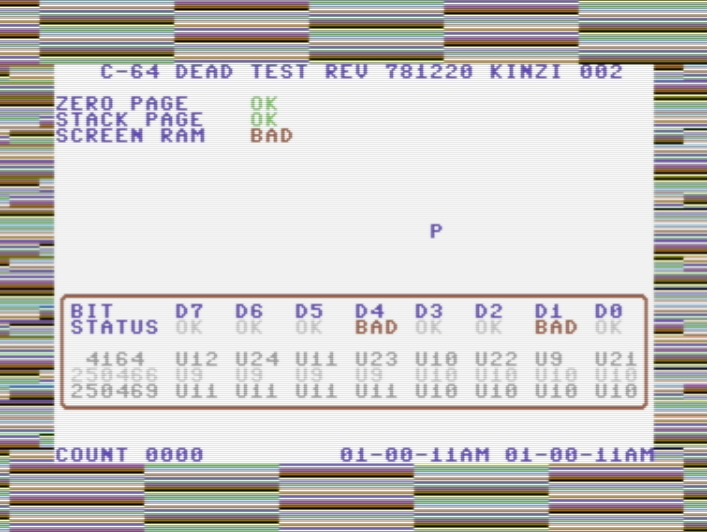 C-64 DEAD TEST REV 781220 KINZI 002
ZERO PAGE OK
STACK PAGE OK
SCREEN RAM BAD
P
BIT D7 D6 D5 D4 D3 D2 D1 D0
STATUS OK OK OK BAD OK OK BAD OK
4164 U12 U24 U11 U23 U10 U22 U9 U21
250466 U9 U9 U9 U9 U10 U10 U10 U10
250469 U11 U11 U11 U11 U10 U10 U10 U10
COUNT 0000 01-00-11AM 01-00-11AM